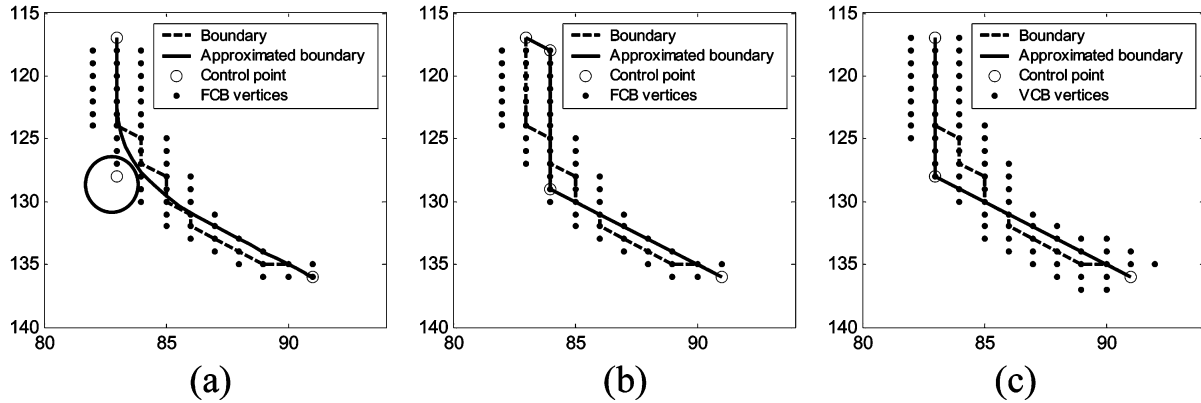 115
120
125
130
135
140
80
85
90
Boundary
Approximated boundary
Control point
FCB vertices
(a)
115
120
125
130
135
140
80
85
90
Boundary
Approximated boundary
Control point
FCB vertices
(b)
115
120
125
130
135
140
80
85
90
Boundary
Approximated boundary
Control point
VCB vertices
(c)